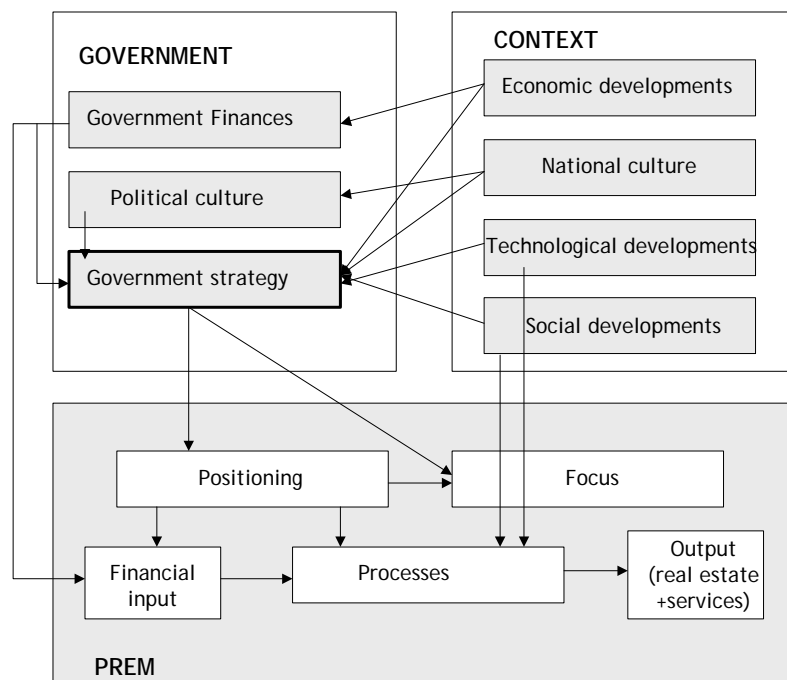 GOVERNMENT
Government Finances
Political culture
Government strategy
CONTEXT
Economic developments
National culture
Technological developments
Social developments
Positioning
Focus
Financial
input
Processes
Output
(real estate
+services)
PREM